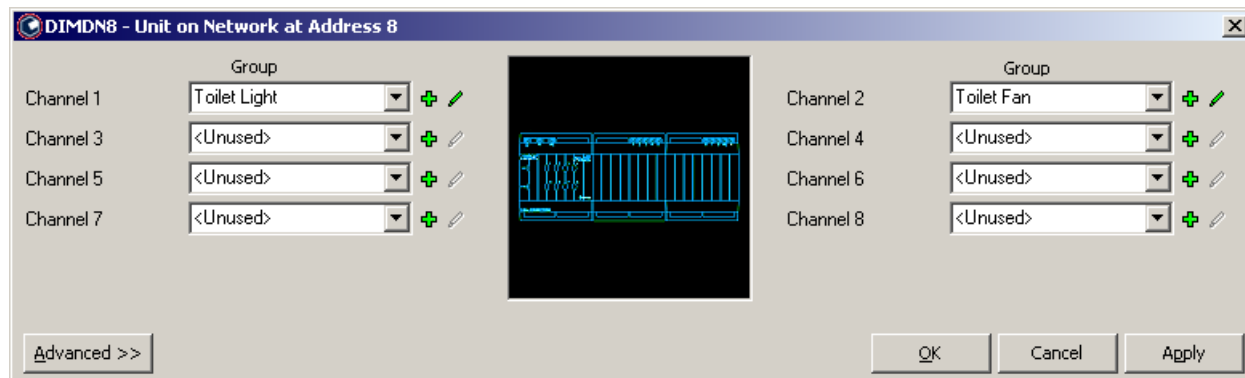 DIMDN8 - Unit on Network at Address 8
Group Group
Channel 1 Toilet Light Channel 2 Toilet Fan
Channel 3 <Unused> Channel 4 <Unused>
Channel 5 <Unused> Channel 6 <Unused>
Channel 7 <Unused> Channel 8 <Unused>
Advanced >> OK Cancel Apply